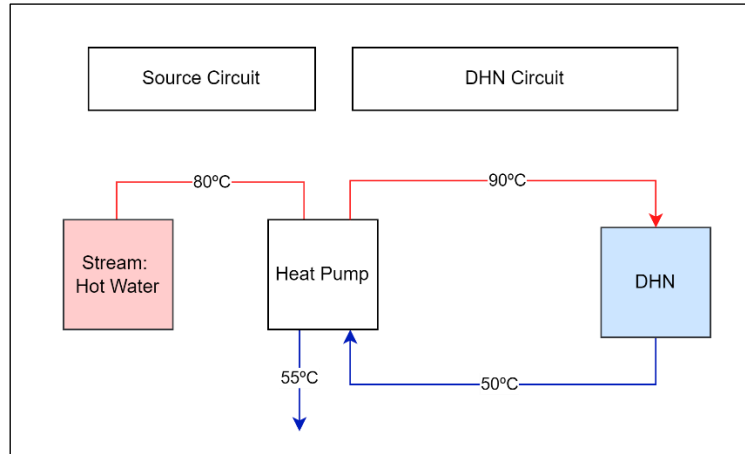 Source Circuit
DHN Circuit
80ºC
90ºC
Stream:
Hot Water
Heat Pump
DHN
55ºC
50ºC